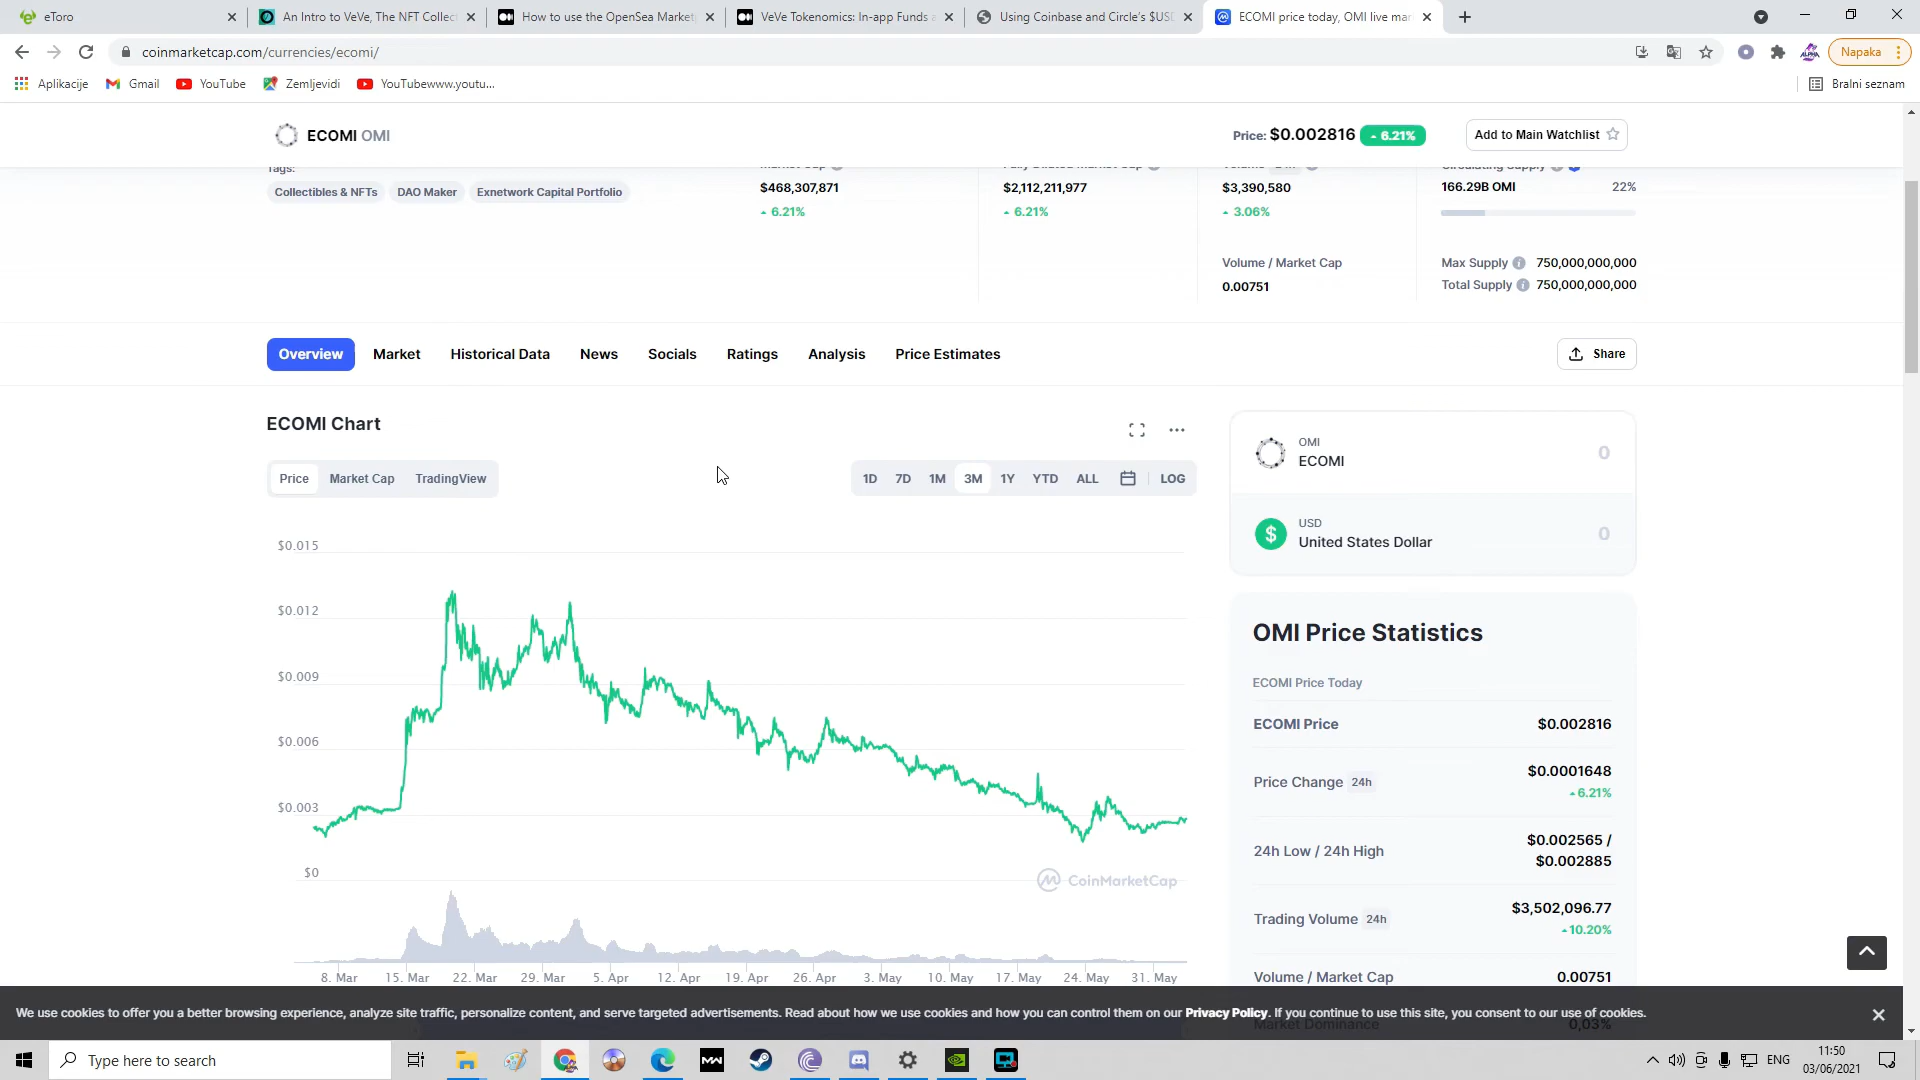 eToro
An Intro to VeVe, The NFT Collec
How to use the OpenSea Market
VeVe Tokenomics: In-app Funds a
Using Coinbase and Circle's $USD
ECOMI price today, OMI live mar
coinmarketcap.com/currencies/ecomi/
Napaka
Aplikacije
Gmail
YouTube
Zemljevidi
YouTubewww.youtu...
Bralni seznam
ECOMI OMI
Price: $0.002816
6.21%
Add to Main Watchlist
Tags:
Collectibles & NFTs
DAO Maker
Exnetwork Capital Portfolio
Market Cap
$468,307,871
6.21%
Fully Diluted Market Cap
$2,112,211,977
6.21%
Volume 24h
$3,390,580
3.06%
Volume / Market Cap
0.00751
Circulating Supply
166.29B OMI
22%
Max Supply 750,000,000,000
Total Supply 750,000,000,000
Overview
Market
Historical Data
News
Socials
Ratings
Analysis
Price Estimates
Share
ECOMI Chart
Price
Market Cap
TradingView
1D
7D
1M
3M
1Y
YTD
ALL
LOG
$0.015
$0.012
$0.009
$0.006
$0.003
$0
CoinMarketCap
8. Mar
15. Mar
22. Mar
29. Mar
5. Apr
12. Apr
19. Apr
26. Apr
3. May
10. May
17. May
24. May
31. May
OMI
ECOMI
0
USD
United States Dollar
0
OMI Price Statistics
ECOMI Price Today
ECOMI Price
$0.002816
Price Change 24h
$0.0001648
6.21%
24h Low / 24h High
$0.002565 /
$0.002885
Trading Volume 24h
$3,502,096.77
10.20%
Volume / Market Cap
0.00751
Market Dominance
0,03%
We use cookies to offer you a better browsing experience, analyze site traffic, personalize content, and serve targeted advertisements. Read about how we use cookies and how you can control them on our Privacy Policy. If you continue to use this site, you consent to our use of cookies.
Type here to search
ENG
11:50
03/06/2021